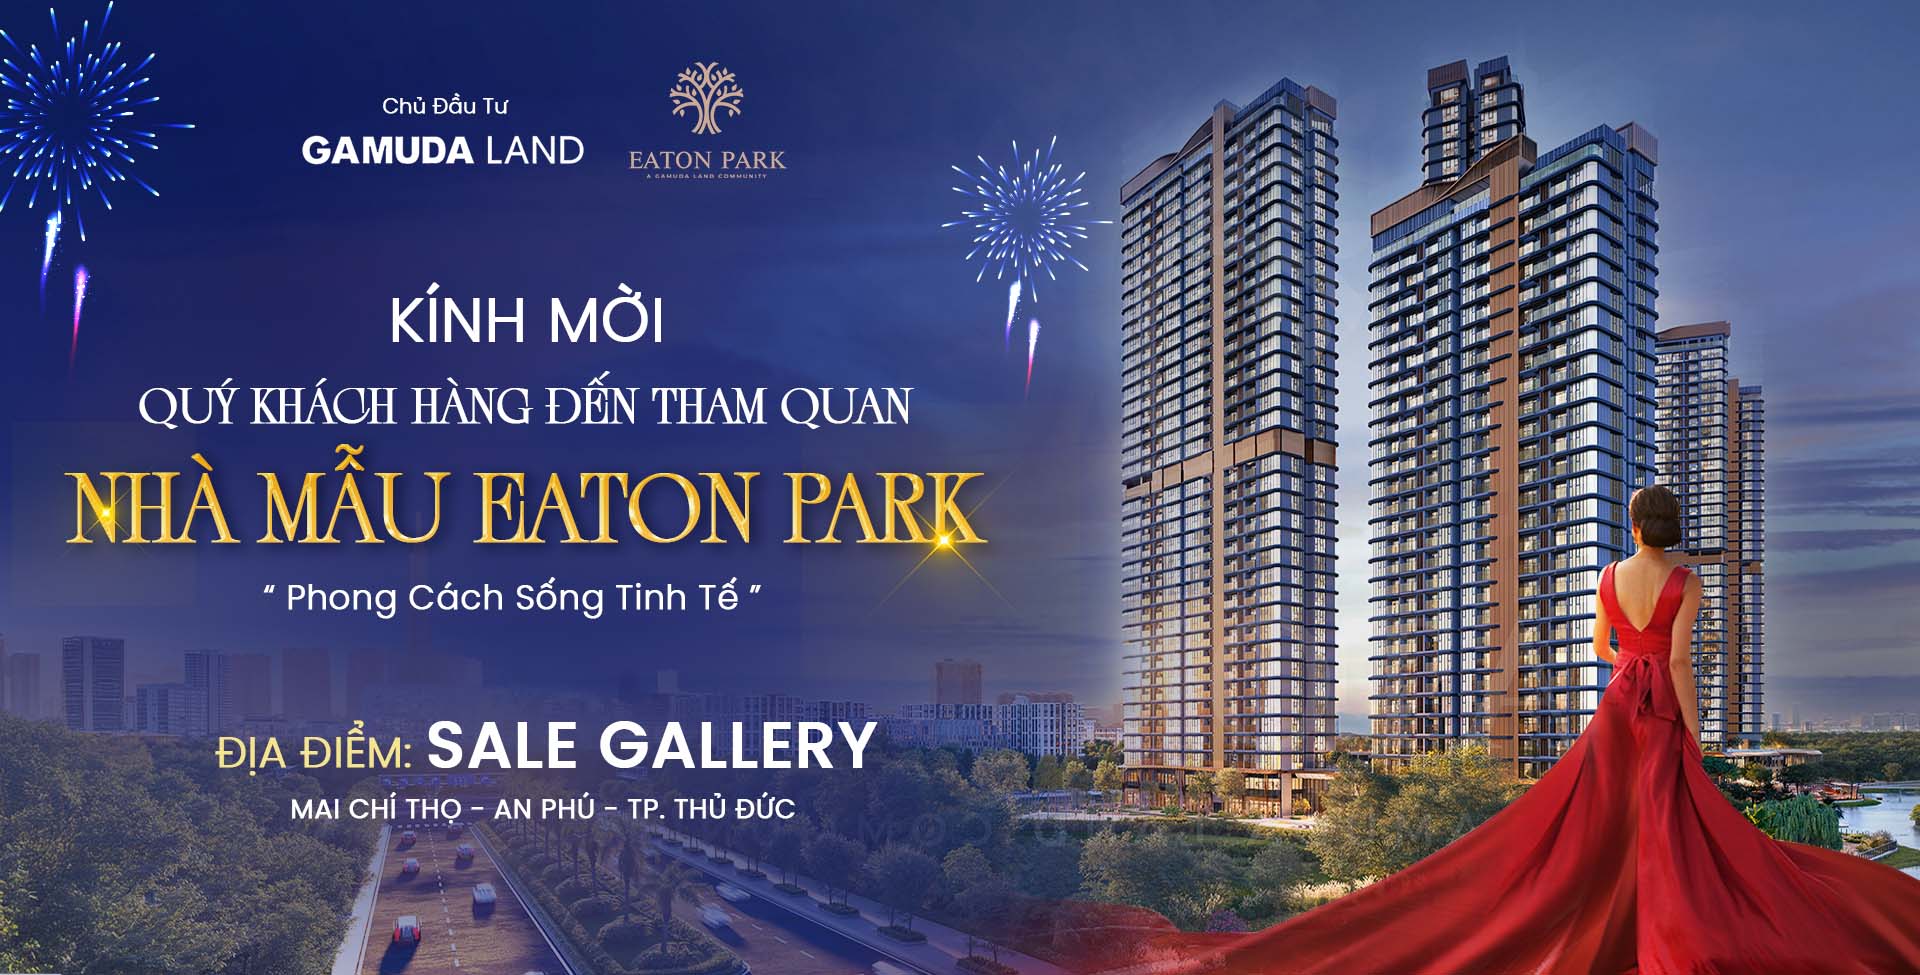 Chủ Đầu Tư
GAMUDA LAND
EATON PARK
A GAMUDA LAND COMMUNITY
KÍNH MỜI
QUÝ KHÁCH HÀNG ĐẾN THAM QUAN
NHÀ MẪU EATON PARK
“ Phong Cách Sống Tinh Tế ”
ĐỊA ĐIỂM: SALE GALLERY
MAI CHÍ THỌ - AN PHÚ - TP. THỦ ĐỨC